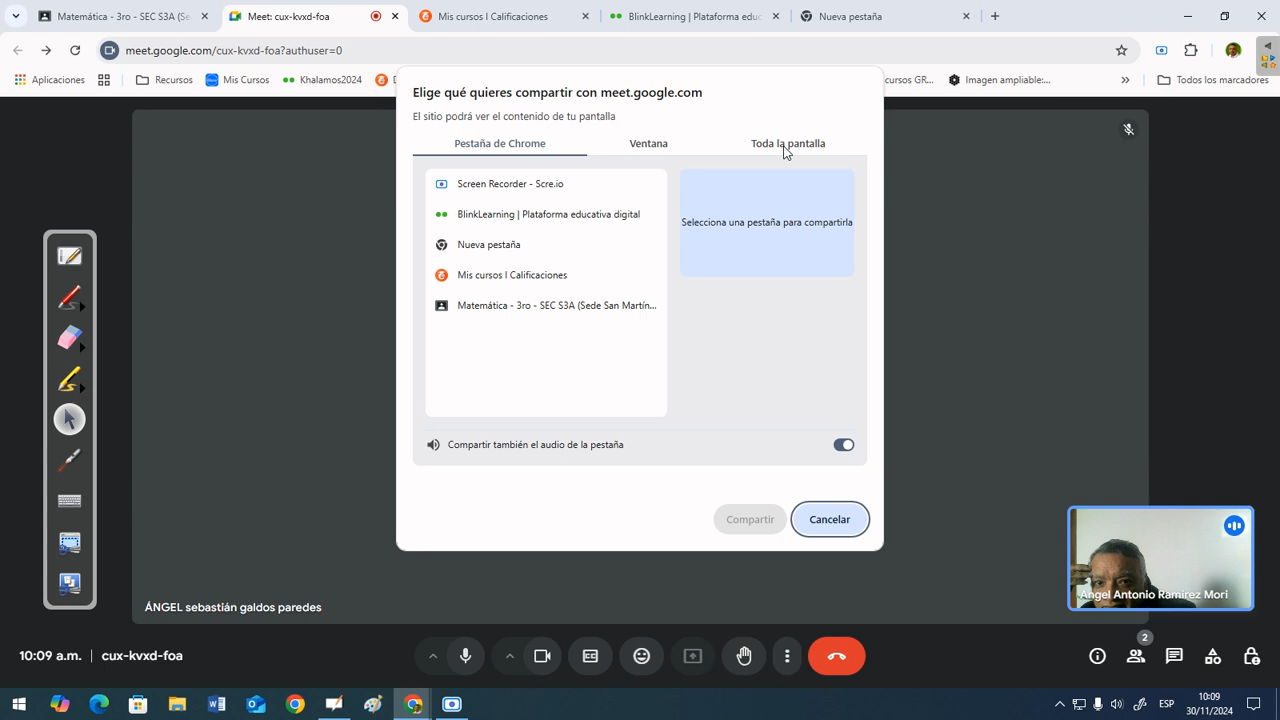 Matemática - 3ro - SEC S3A (Se
Meet: cux-kvxd-foa
Mis cursos I Calificaciones
BlinkLearning | Plataforma educ
Nueva pestaña
meet.google.com/cux-kvxd-foa?authuser=0
Aplicaciones
Recursos
Mis Cursos
Khalamos2024
cursos GR...
Imagen ampliable:...
Todos los marcadores
Elige qué quieres compartir con meet.google.com
El sitio podrá ver el contenido de tu pantalla
Pestaña de Chrome
Ventana
Toda la pantalla
Screen Recorder - Scre.io
BlinkLearning | Plataforma educativa digital
Nueva pestaña
Mis cursos I Calificaciones
Matemática - 3ro - SEC S3A (Sede San Martín...
Selecciona una pestaña para compartirla
Compartir también el audio de la pestaña
Compartir
Cancelar
Angel Antonio Ramirez Mori
ÁNGEL sebastián galdos paredes
10:09 a.m. | cux-kvxd-foa
2
ESP
10:09
30/11/2024